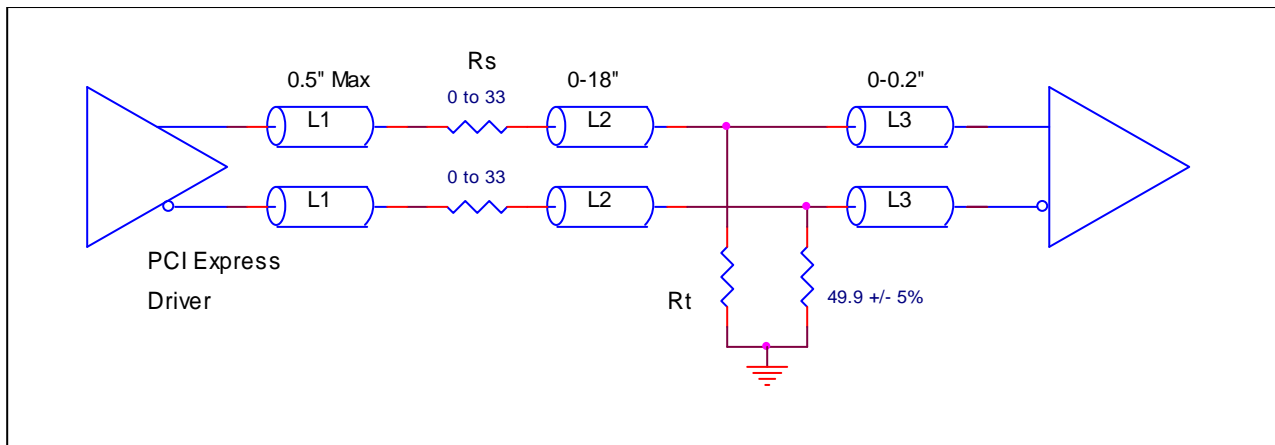 Rs
0.5" Max
0-18"
0-0.2"
0 to 33
L1
L2
L3
0 to 33
L1
L2
L3
PCI Express
Driver
Rt
49.9 +/- 5%